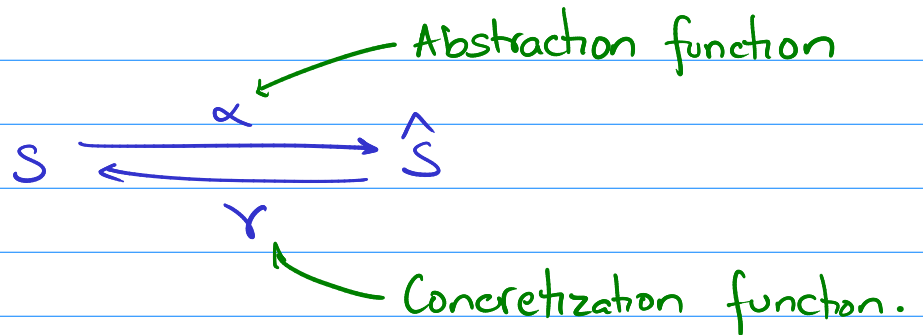 Abstraction function
α
S Ŝ
γ
Concretization function.